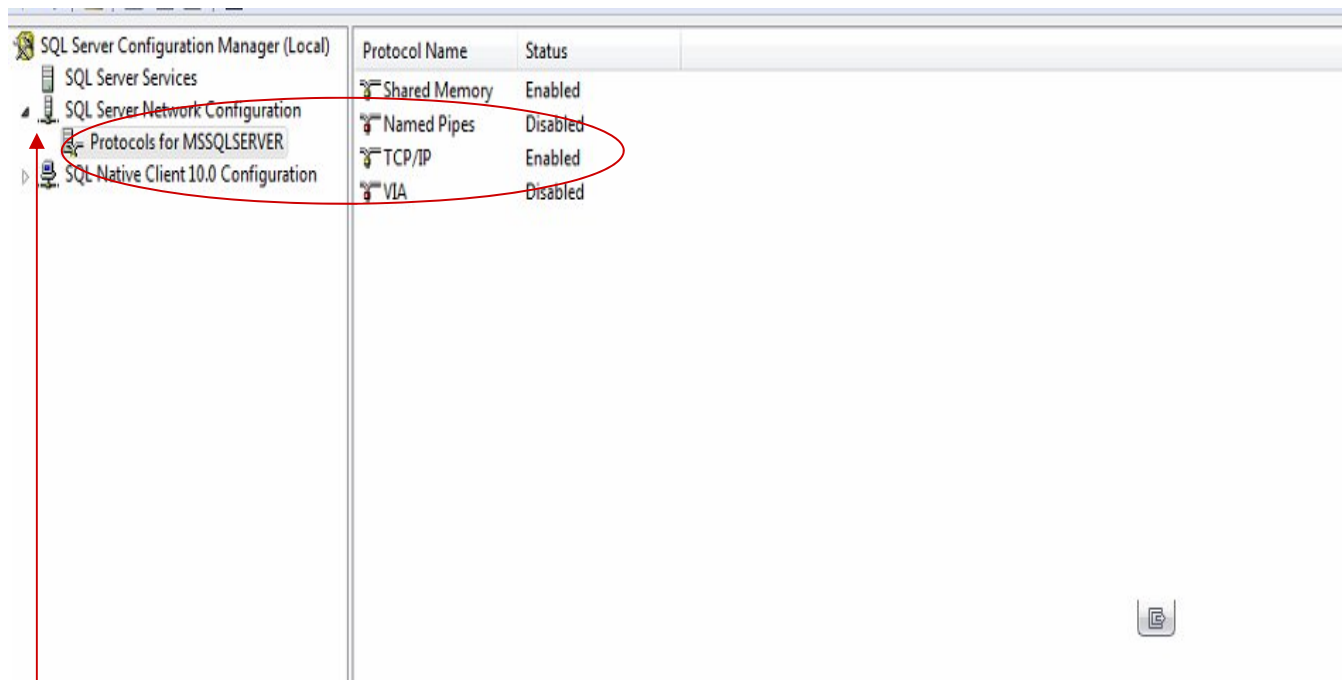 SQL Server Configuration Manager (Local)
SQL Server Services
SQL Server Network Configuration
Protocols for MSSQLSERVER
SQL Native Client 10.0 Configuration
Protocol Name Status
Shared Memory Enabled
Named Pipes Disabled
TCP/IP Enabled
VIA Disabled